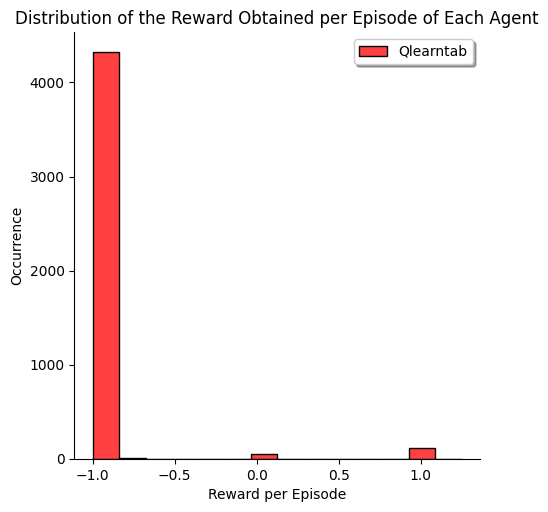 Distribution of the Reward Obtained per Episode of Each Agent
Qlearntab
4000
3000
2000
1000
0
Occurrence
−1.0 −0.5 0.0 0.5 1.0
Reward per Episode